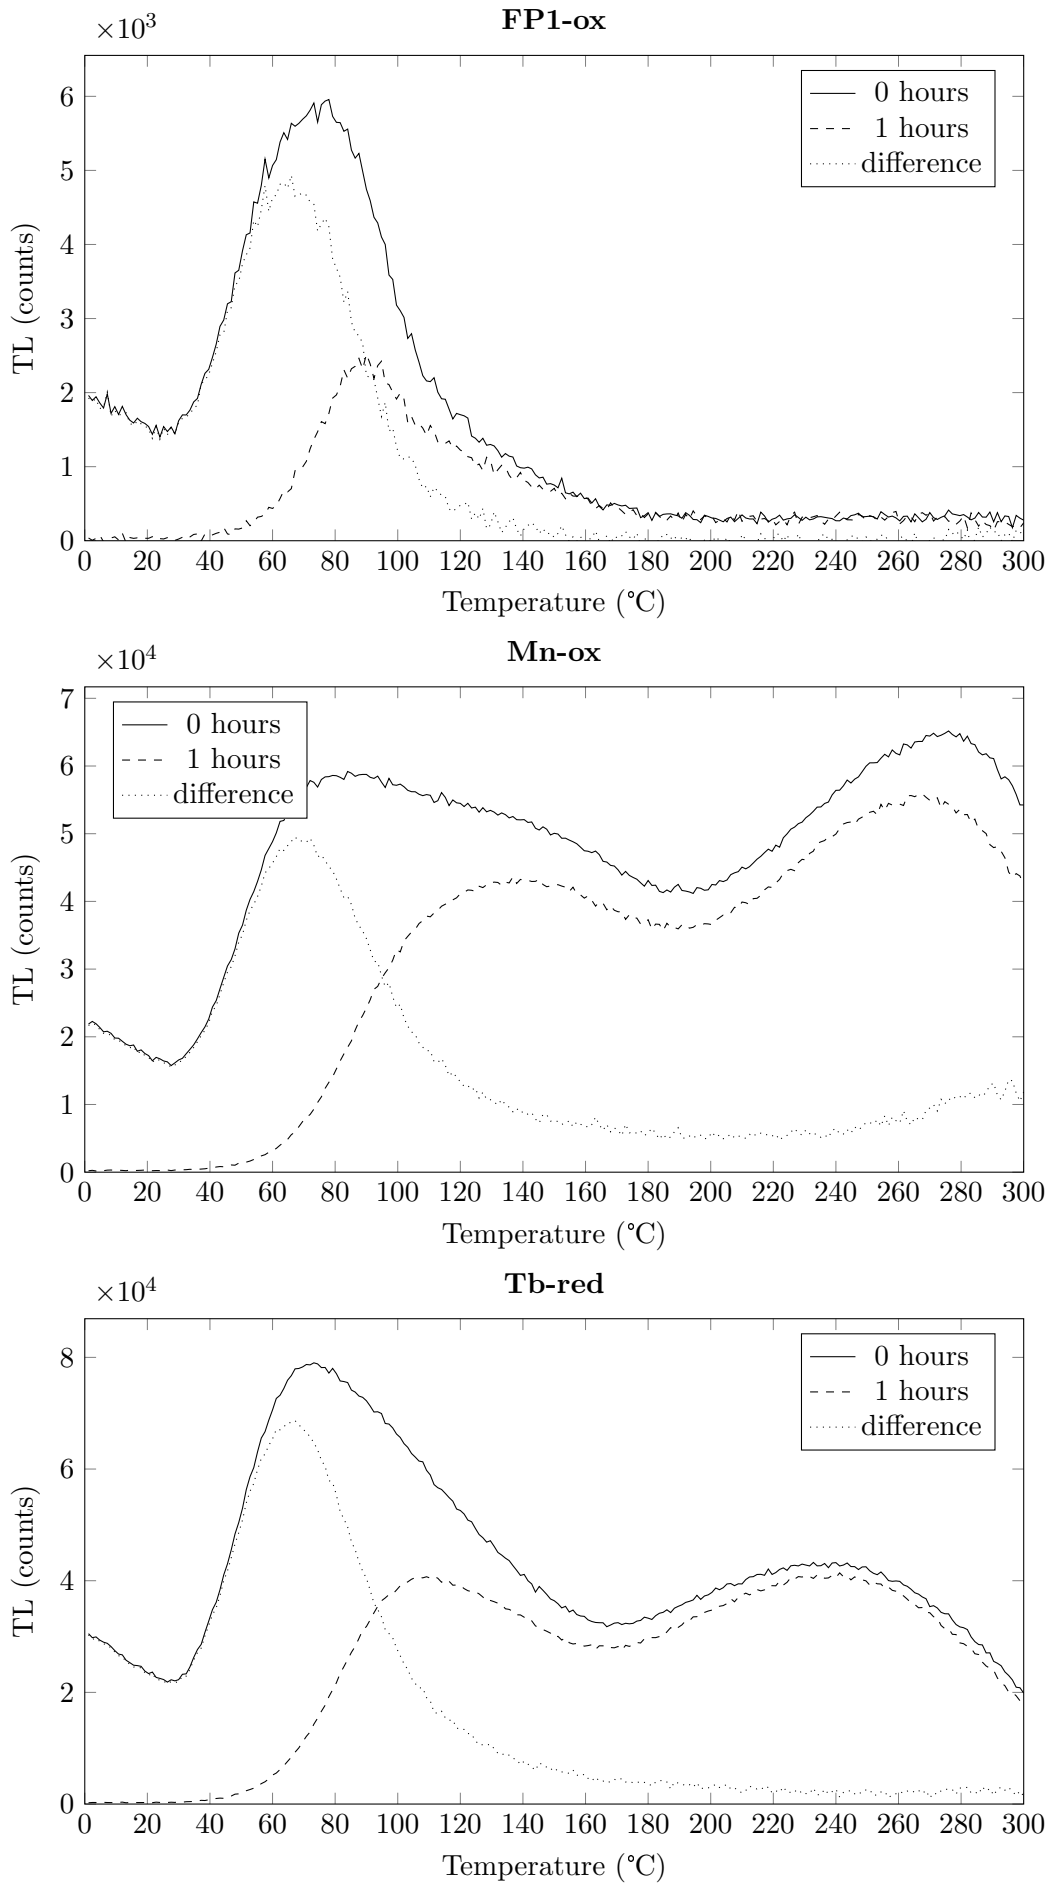 FP1-ox
×10³
TL (counts)
6
5
4
3
2
1
0
0 hours
1 hours
difference
0 20 40 60 80 100 120 140 160 180 200 220 240 260 280 300
Temperature (°C)
Mn-ox
×10⁴
TL (counts)
7
6
5
4
3
2
1
0
0 hours
1 hours
difference
0 20 40 60 80 100 120 140 160 180 200 220 240 260 280 300
Temperature (°C)
Tb-red
×10⁴
TL (counts)
8
6
4
2
0
0 hours
1 hours
difference
0 20 40 60 80 100 120 140 160 180 200 220 240 260 280 300
Temperature (°C)